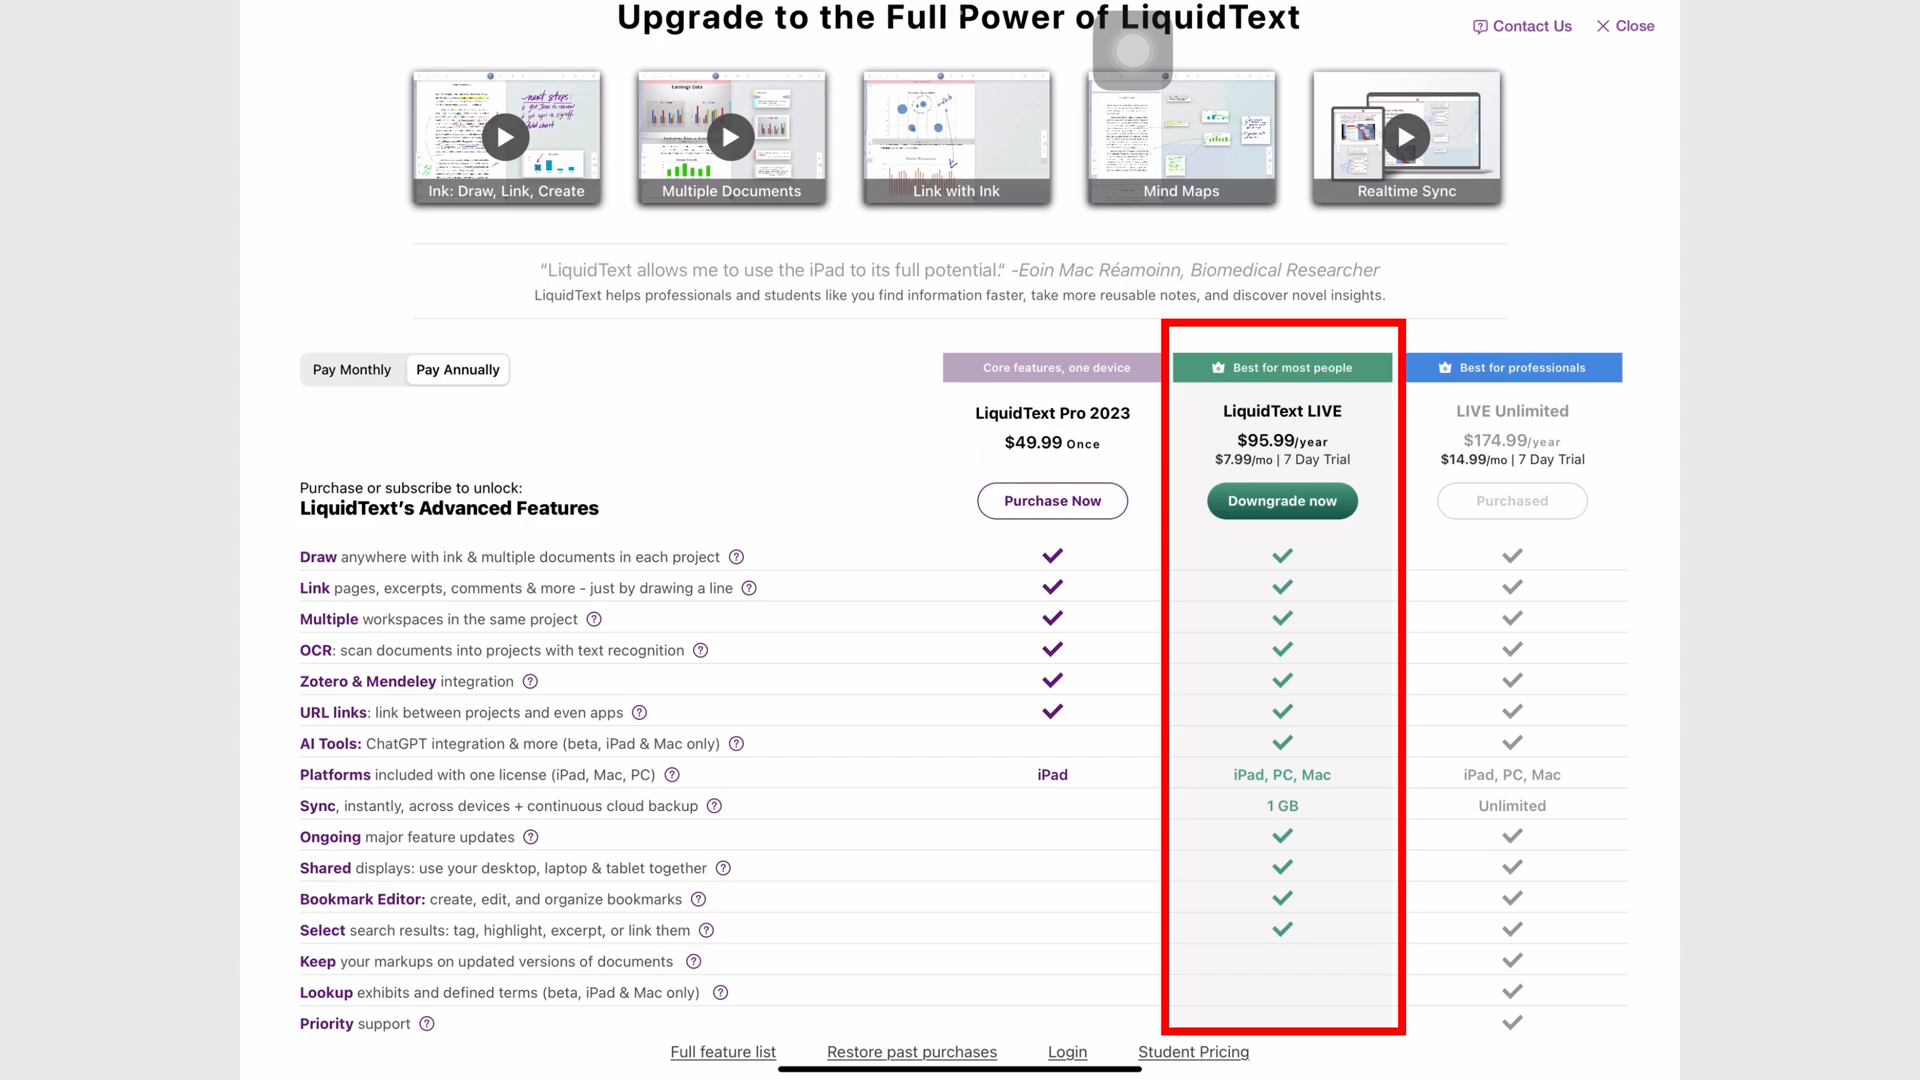 Upgrade to the Full Power of LiquidText
Contact Us
Close
next steps:
Earnings Data
Ink: Draw, Link, Create
Multiple Documents
Link with Ink
Mind Maps
Realtime Sync
“LiquidText allows me to use the iPad to its full potential.“ -Eoin Mac Réamoinn, Biomedical Researcher
LiquidText helps professionals and students like you find information faster, take more reusable notes, and discover novel insights.
Pay Monthly
Pay Annually
Core features, one device
Best for most people
Best for professionals
LiquidText Pro 2023
LiquidText LIVE
LIVE Unlimited
$49.99 Once
$95.99/year
$174.99/year
$7.99/mo | 7 Day Trial
$14.99/mo | 7 Day Trial
Purchase or subscribe to unlock:
LiquidText’s Advanced Features
Purchase Now
Downgrade now
Purchased
Draw anywhere with ink & multiple documents in each project
Link pages, excerpts, comments & more - just by drawing a line
Multiple workspaces in the same project
OCR: scan documents into projects with text recognition
Zotero & Mendeley integration
URL links: link between projects and even apps
AI Tools: ChatGPT integration & more (beta, iPad & Mac only)
Platforms included with one license (iPad, Mac, PC) iPad iPad, PC, Mac iPad, PC, Mac
Sync, instantly, across devices + continuous cloud backup 1 GB Unlimited
Ongoing major feature updates
Shared displays: use your desktop, laptop & tablet together
Bookmark Editor: create, edit, and organize bookmarks
Select search results: tag, highlight, excerpt, or link them
Keep your markups on updated versions of documents
Lookup exhibits and defined terms (beta, iPad & Mac only)
Priority support
Full feature list
Restore past purchases
Login
Student Pricing